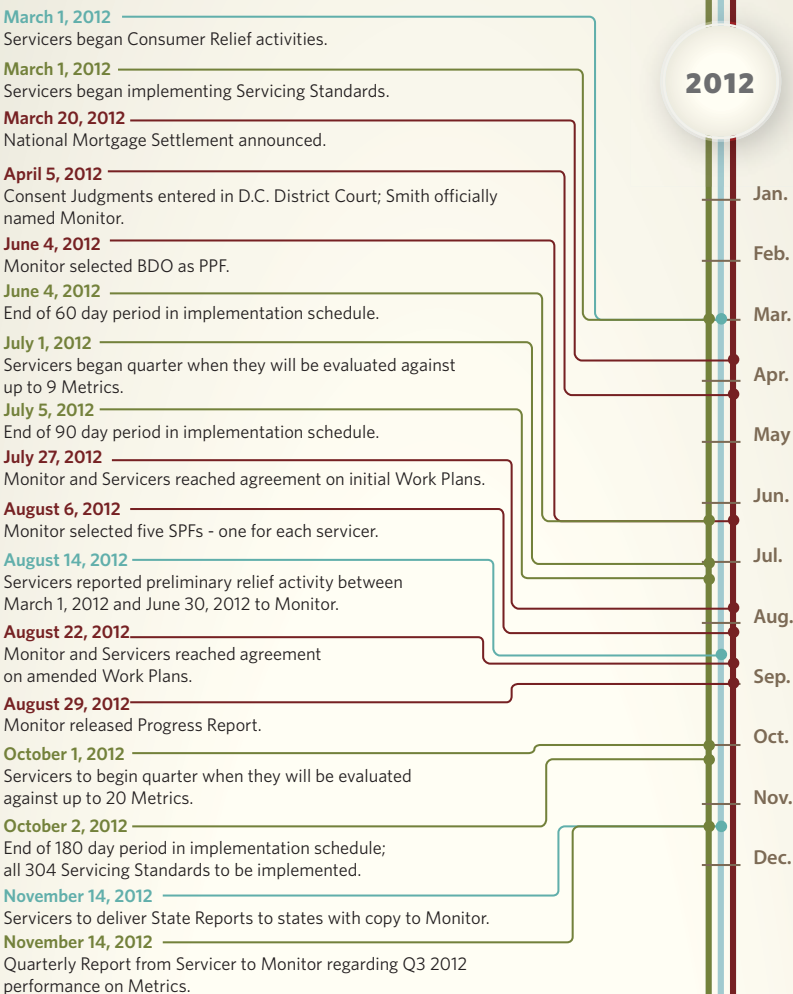 March 1, 2012
Servicers began Consumer Relief activities.
March 1, 2012
Servicers began implementing Servicing Standards.
March 20, 2012
National Mortgage Settlement announced.
April 5, 2012
Consent Judgments entered in D.C. District Court; Smith officially
named Monitor.
June 4, 2012
Monitor selected BDO as PPF.
June 4, 2012
End of 60 day period in implementation schedule.
July 1, 2012
Servicers began quarter when they will be evaluated against
up to 9 Metrics.
July 5, 2012
End of 90 day period in implementation schedule.
July 27, 2012
Monitor and Servicers reached agreement on initial Work Plans.
August 6, 2012
Monitor selected five SPFs - one for each servicer.
August 14, 2012
Servicers reported preliminary relief activity between
March 1, 2012 and June 30, 2012 to Monitor.
August 22, 2012
Monitor and Servicers reached agreement
on amended Work Plans.
August 29, 2012
Monitor released Progress Report.
October 1, 2012
Servicers to begin quarter when they will be evaluated
against up to 20 Metrics.
October 2, 2012
End of 180 day period in implementation schedule;
all 304 Servicing Standards to be implemented.
November 14, 2012
Servicers to deliver State Reports to states with copy to Monitor.
November 14, 2012
Quarterly Report from Servicer to Monitor regarding Q3 2012
performance on Metrics.
2012
Jan.
Feb.
Mar.
Apr.
May
Jun.
Jul.
Aug.
Sep.
Oct.
Nov.
Dec.